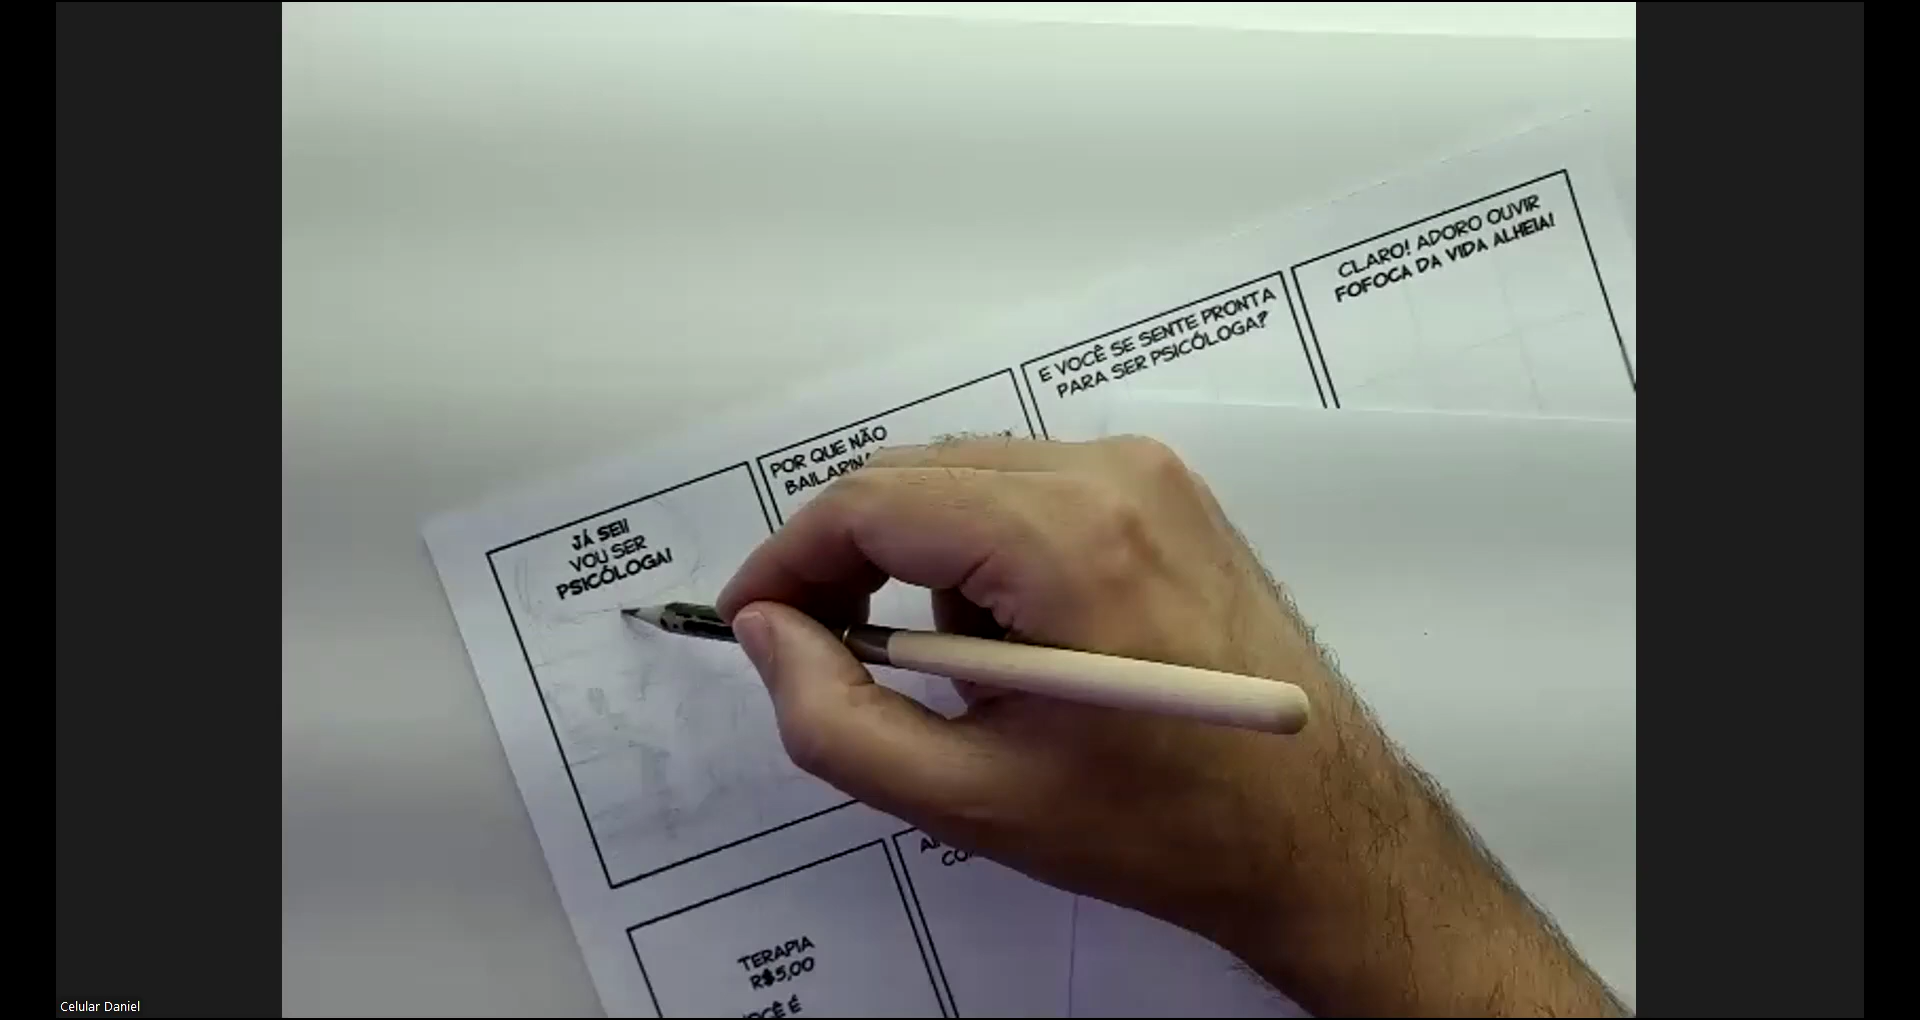 JÁ SEI!
VOU SER
PSICÓLOGA!
POR QUE NÃO
E VOCÊ SE SENTE PRONTA
PARA SER PSICÓLOGA?
CLARO! ADORO OUVIR
FOFOCA DA VIDA ALHEIA!
TERAPIA
R$5,00
Celular Daniel